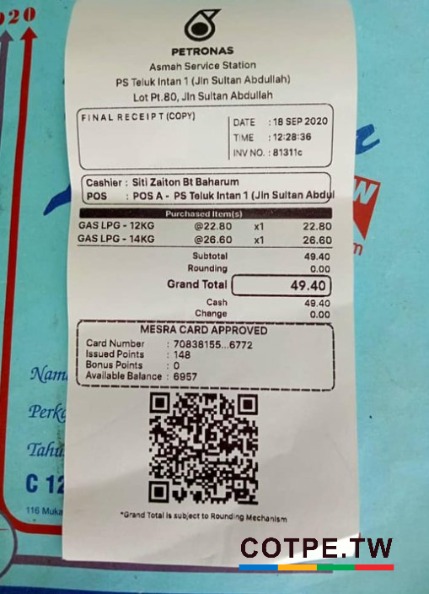 020
PETRONAS
Asmah Service Station
PS Teluk Intan 1 (Jln Sultan Abdullah)
Lot Pt.80, Jln Sultan Abdullah
FINAL RECEIPT (COPY)
DATE : 18 SEP 2020
TIME : 12:28:36
INV NO. : 81311c
Cashier : Siti Zaiton Bt Baharum
POS : POS A - PS Teluk Intan 1 (Jln Sultan Abdul
Purchased Item(s)
GAS LPG - 12KG @22.80 x1 22.80
GAS LPG - 14KG @26.60 x1 26.60
Subtotal 49.40
Rounding 0.00
Grand Total 49.40
Cash 49.40
Change 0.00
MESRA CARD APPROVED
Card Number : 70838155...6772
Issued Points : 148
Bonus Points : 0
Available Balance : 6957
*Grand Total is subject to Rounding Mechanism
W
m
Nam
Perk
Tahu
C 12
116 Muka
COTPE.TW